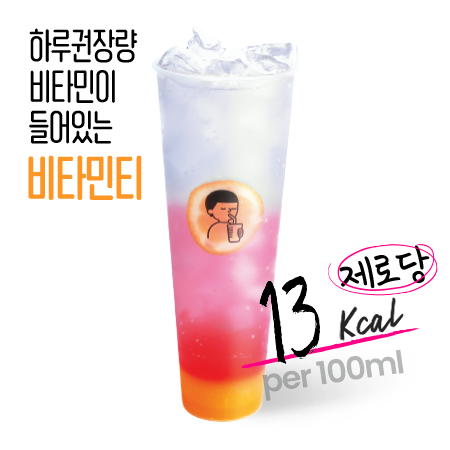 하루권장량
비타민이
들어있는
비타민티
제로당
13 Kcal
per 100ml